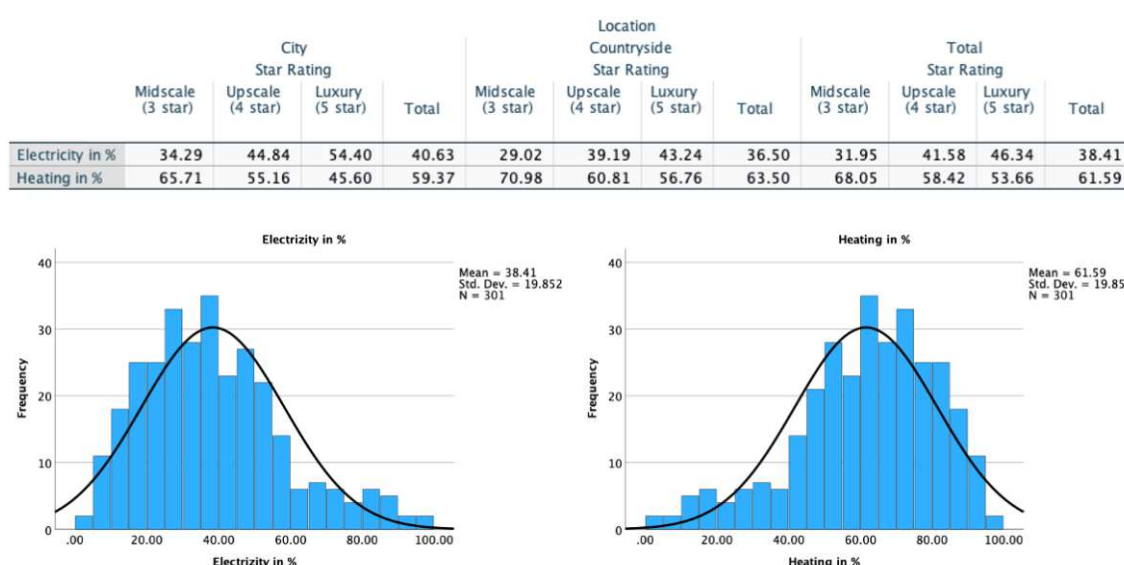 Location
City Countryside Total
Star Rating Star Rating Star Rating
Midscale (3 star) Upscale (4 star) Luxury (5 star) Total Midscale (3 star) Upscale (4 star) Luxury (5 star) Total Midscale (3 star) Upscale (4 star) Luxury (5 star) Total
Electricity in % 34.29 44.84 54.40 40.63 29.02 39.19 43.24 36.50 31.95 41.58 46.34 38.41
Heating in % 65.71 55.16 45.60 59.37 70.98 60.81 56.76 63.50 68.05 58.42 53.66 61.59
Electrizity in %
Mean = 38.41
Std. Dev. = 19.852
N = 301
Frequency
40
30
20
10
0
.00 20.00 40.00 60.00 80.00 100.00
Electrizity in %
Heating in %
Mean = 61.59
Std. Dev. = 19.85
N = 301
Frequency
40
30
20
10
0
.00 20.00 40.00 60.00 80.00 100.00
Heating in %